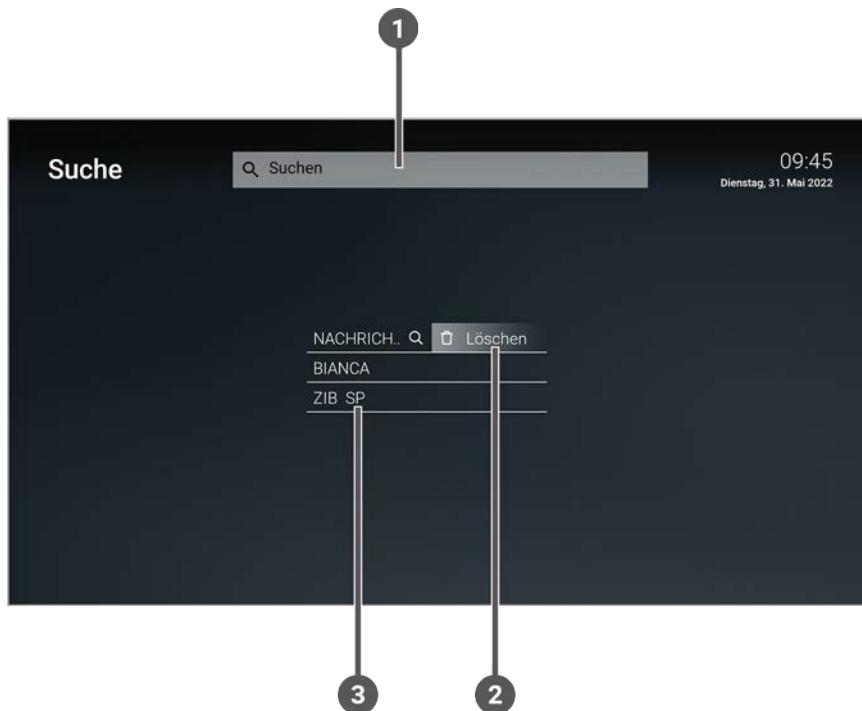 1
Suche
Suchen
09:45
Dienstag, 31. Mai 2022
NACHRICH.. Löschen
BIANCA
ZIB SP
3
2